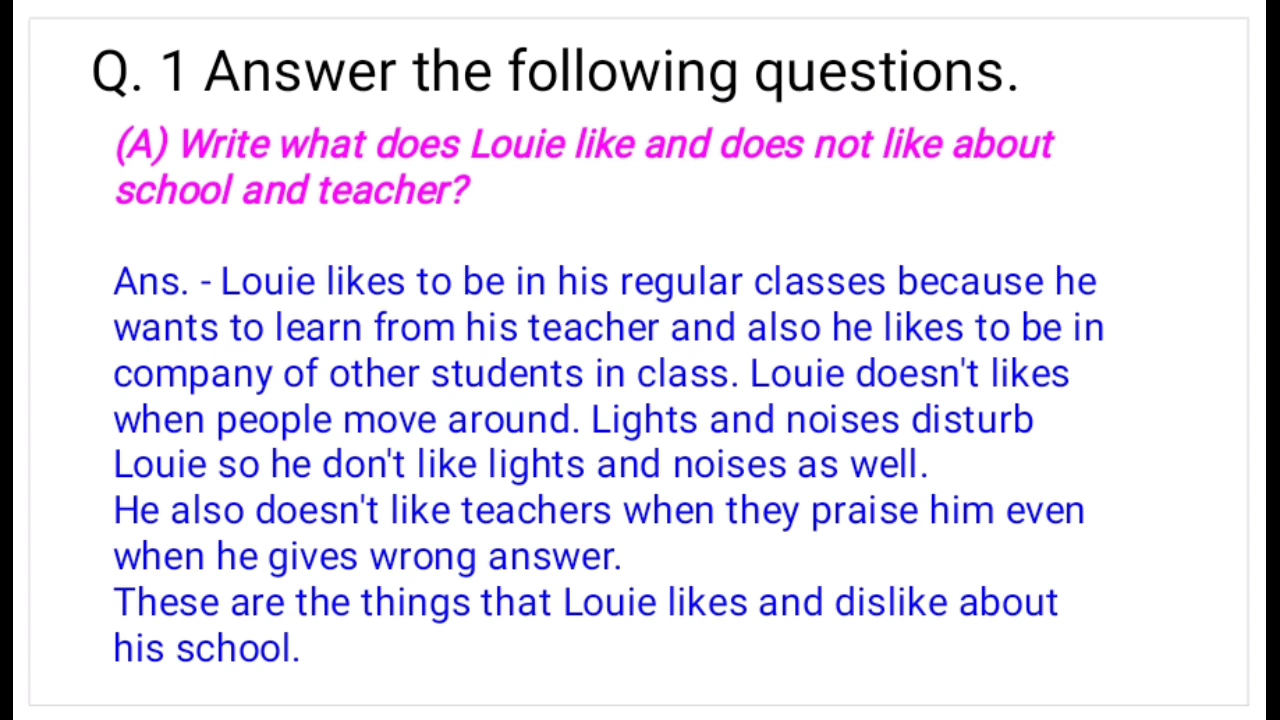 Q. 1 Answer the following questions.
(A) Write what does Louie like and does not like about
school and teacher?
Ans. - Louie likes to be in his regular classes because he
wants to learn from his teacher and also he likes to be in
company of other students in class. Louie doesn't likes
when people move around. Lights and noises disturb
Louie so he don't like lights and noises as well.
He also doesn't like teachers when they praise him even
when he gives wrong answer.
These are the things that Louie likes and dislike about
his school.